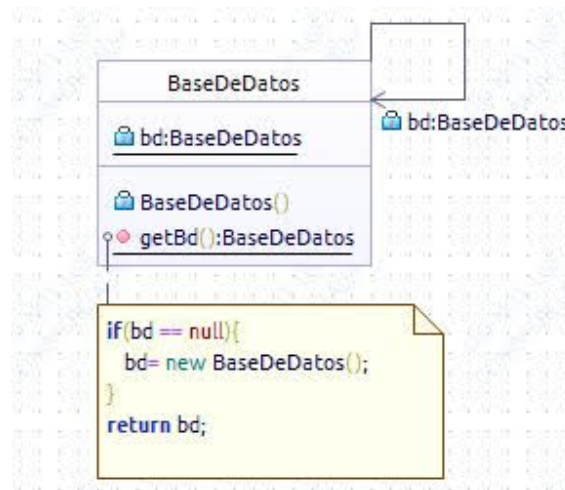 BaseDeDatos
bd:BaseDeDatos
bd:BaseDeDatos
BaseDeDatos()
getBd():BaseDeDatos
if(bd == null){
bd= new BaseDeDatos();
}
return bd;